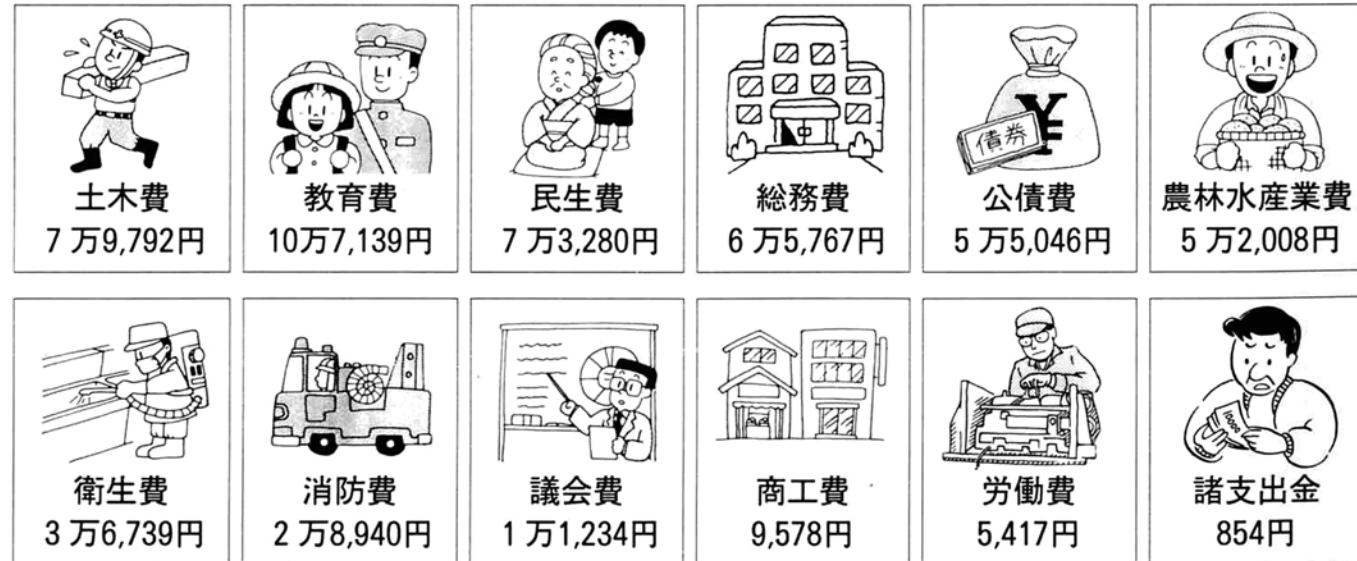 債券
¥
土木費
7万9,792円
教育費
10万7,139円
民生費
7万3,280円
総務費
6万5,767円
公債費
5万5,046円
農林水産業費
5万2,008円
10000
衛生費
3万6,739円
消防費
2万8,940円
議会費
1万1,234円
商工費
9,578円
労働費
5,417円
諸支出金
854円